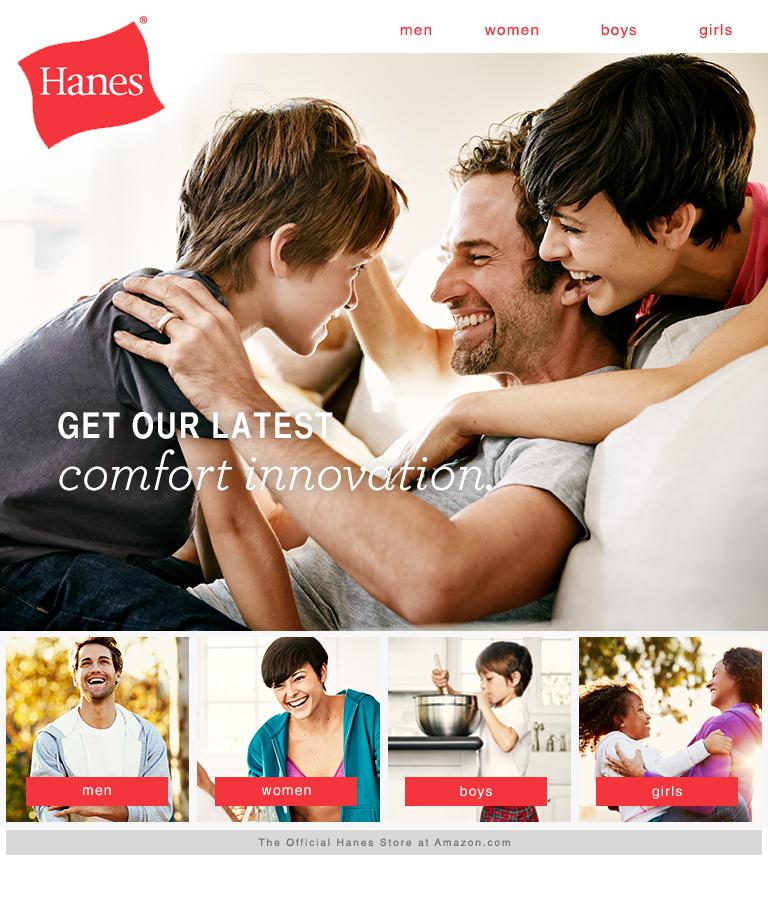 Hanes®
men women boys girls
GET OUR LATEST
comfort innovation.
men women boys girls
The Official Hanes Store at Amazon.com